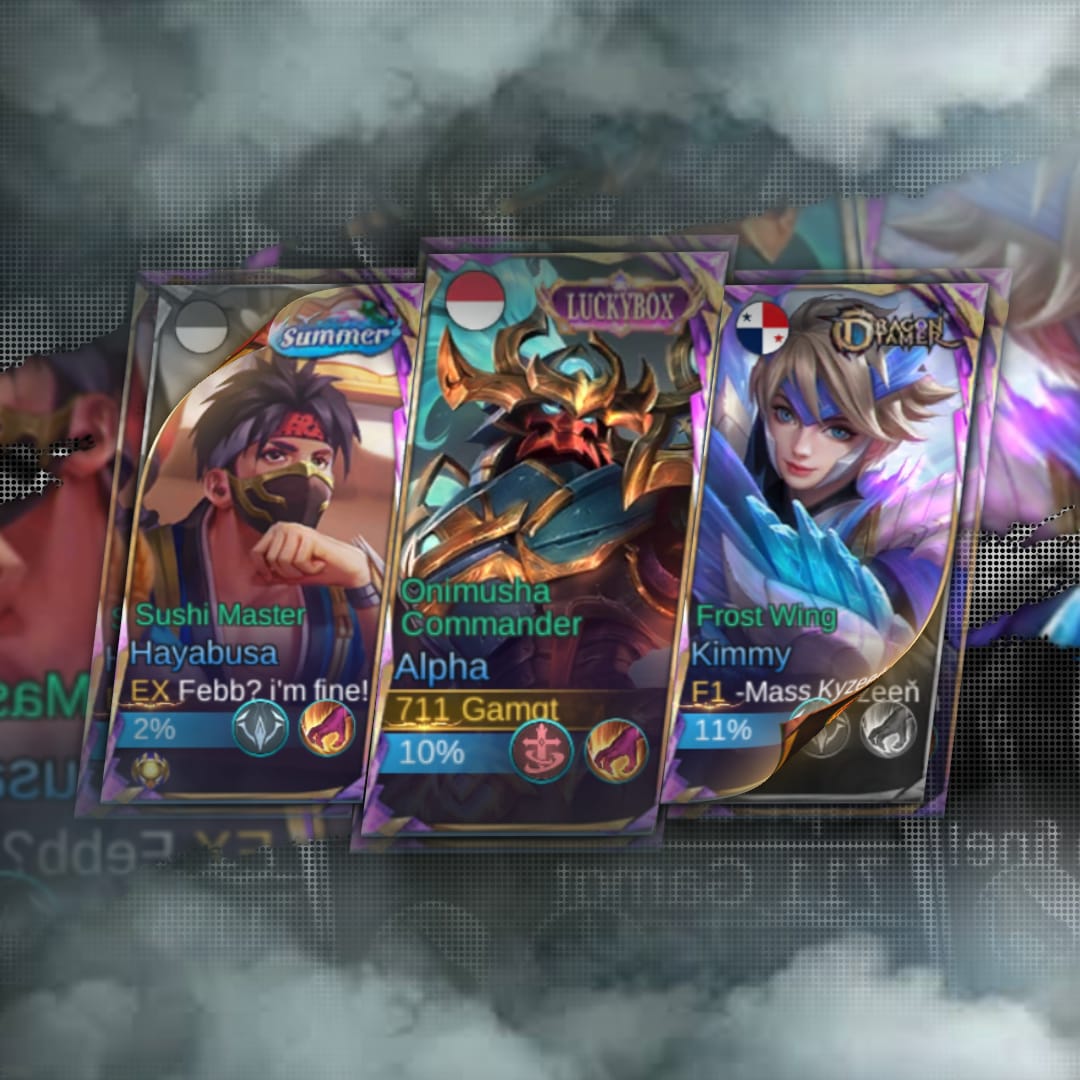 Summer
Sushi Master
Hayabusa
EX Febb? i'm fine!
2%
LUCKYBOX
Onimusha
Commander
Alpha
711 Gamgt
10%
DRAGON
TAMER
Frost Wing
Kimmy
F1 -Mass Kyzeeň
11%